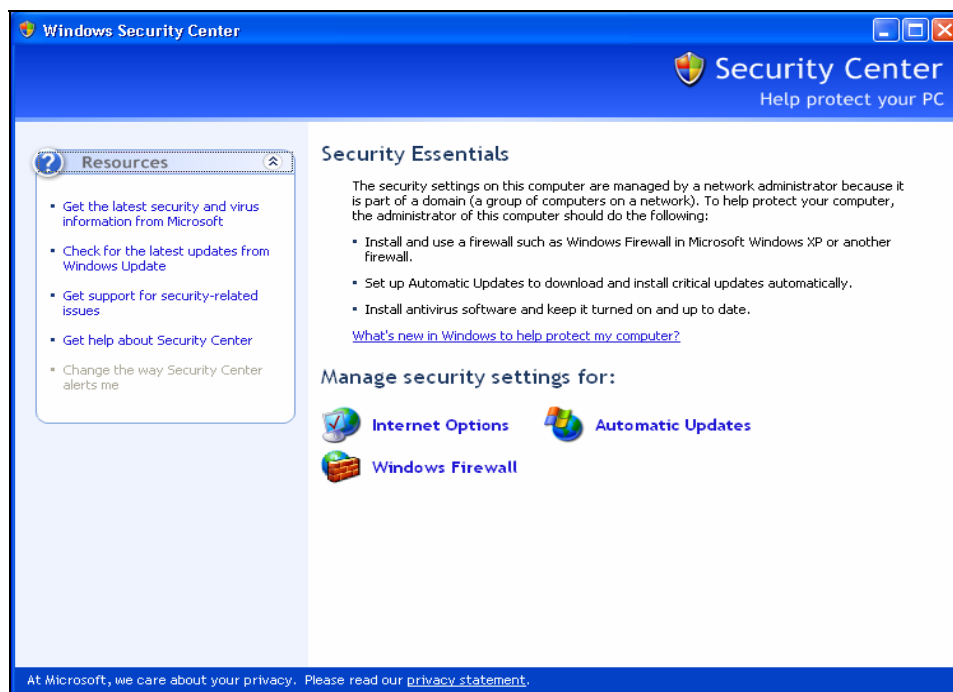 Windows Security Center
Security Center
Help protect your PC
Resources
Get the latest security and virus
information from Microsoft
Check for the latest updates from
Windows Update
Get support for security-related
issues
Get help about Security Center
Change the way Security Center
alerts me
Security Essentials
The security settings on this computer are managed by a network administrator because it
is part of a domain (a group of computers on a network). To help protect your computer,
the administrator of this computer should do the following:
Install and use a firewall such as Windows Firewall in Microsoft Windows XP or another
firewall.
Set up Automatic Updates to download and install critical updates automatically.
Install antivirus software and keep it turned on and up to date.
What's new in Windows to help protect my computer?
Manage security settings for:
Internet Options
Automatic Updates
Windows Firewall
At Microsoft, we care about your privacy. Please read our privacy statement.